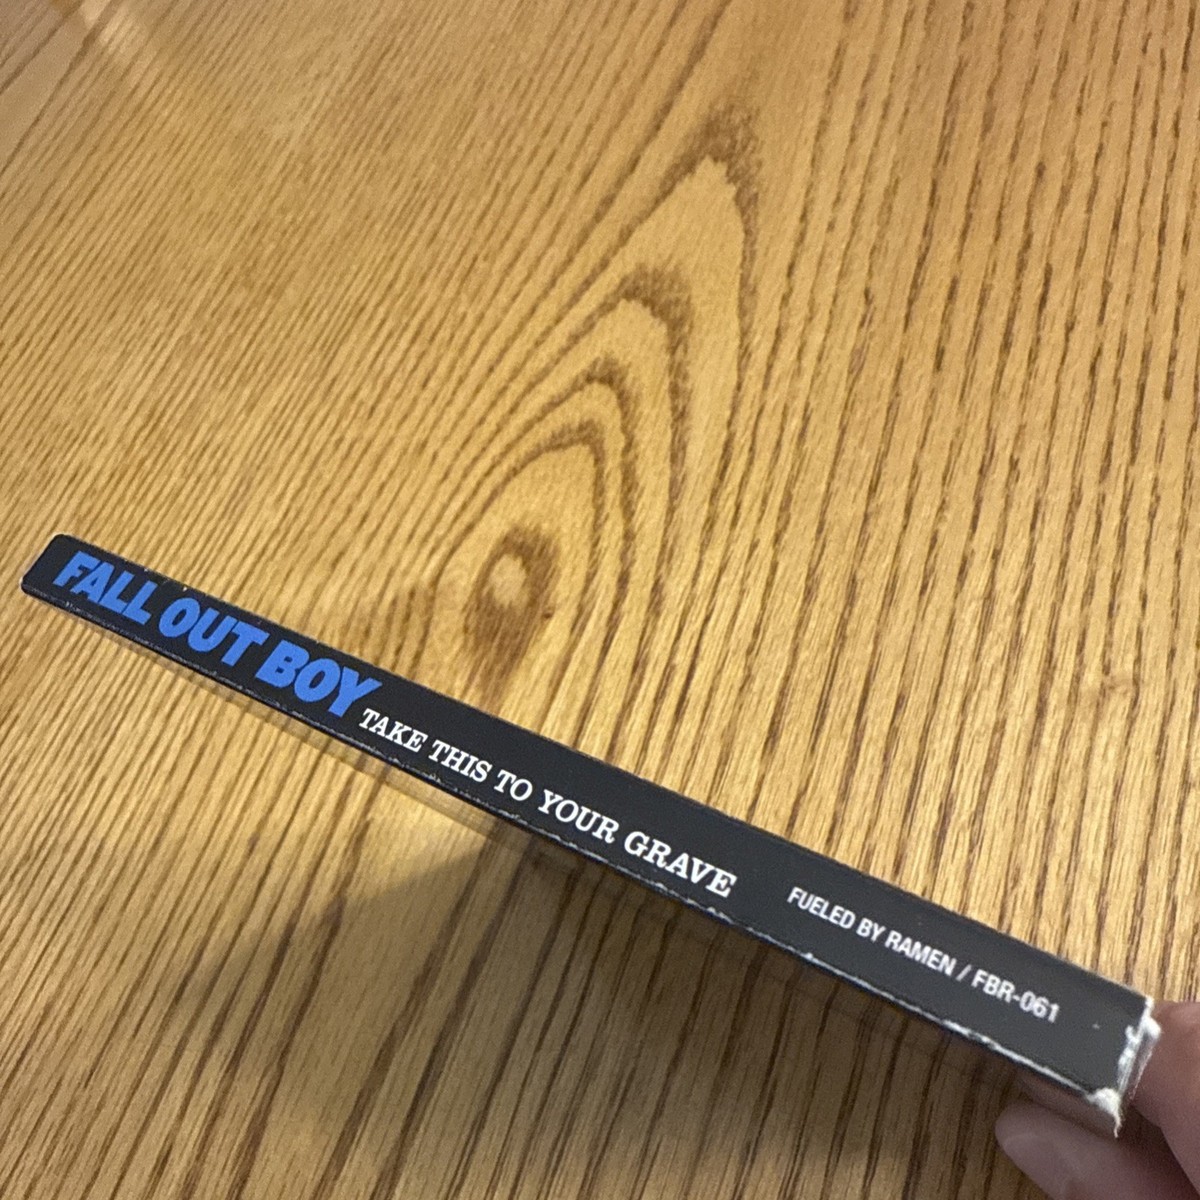 FALL OUT BOY TAKE THIS TO YOUR GRAVE FUELED BY RAMEN / FBR-061